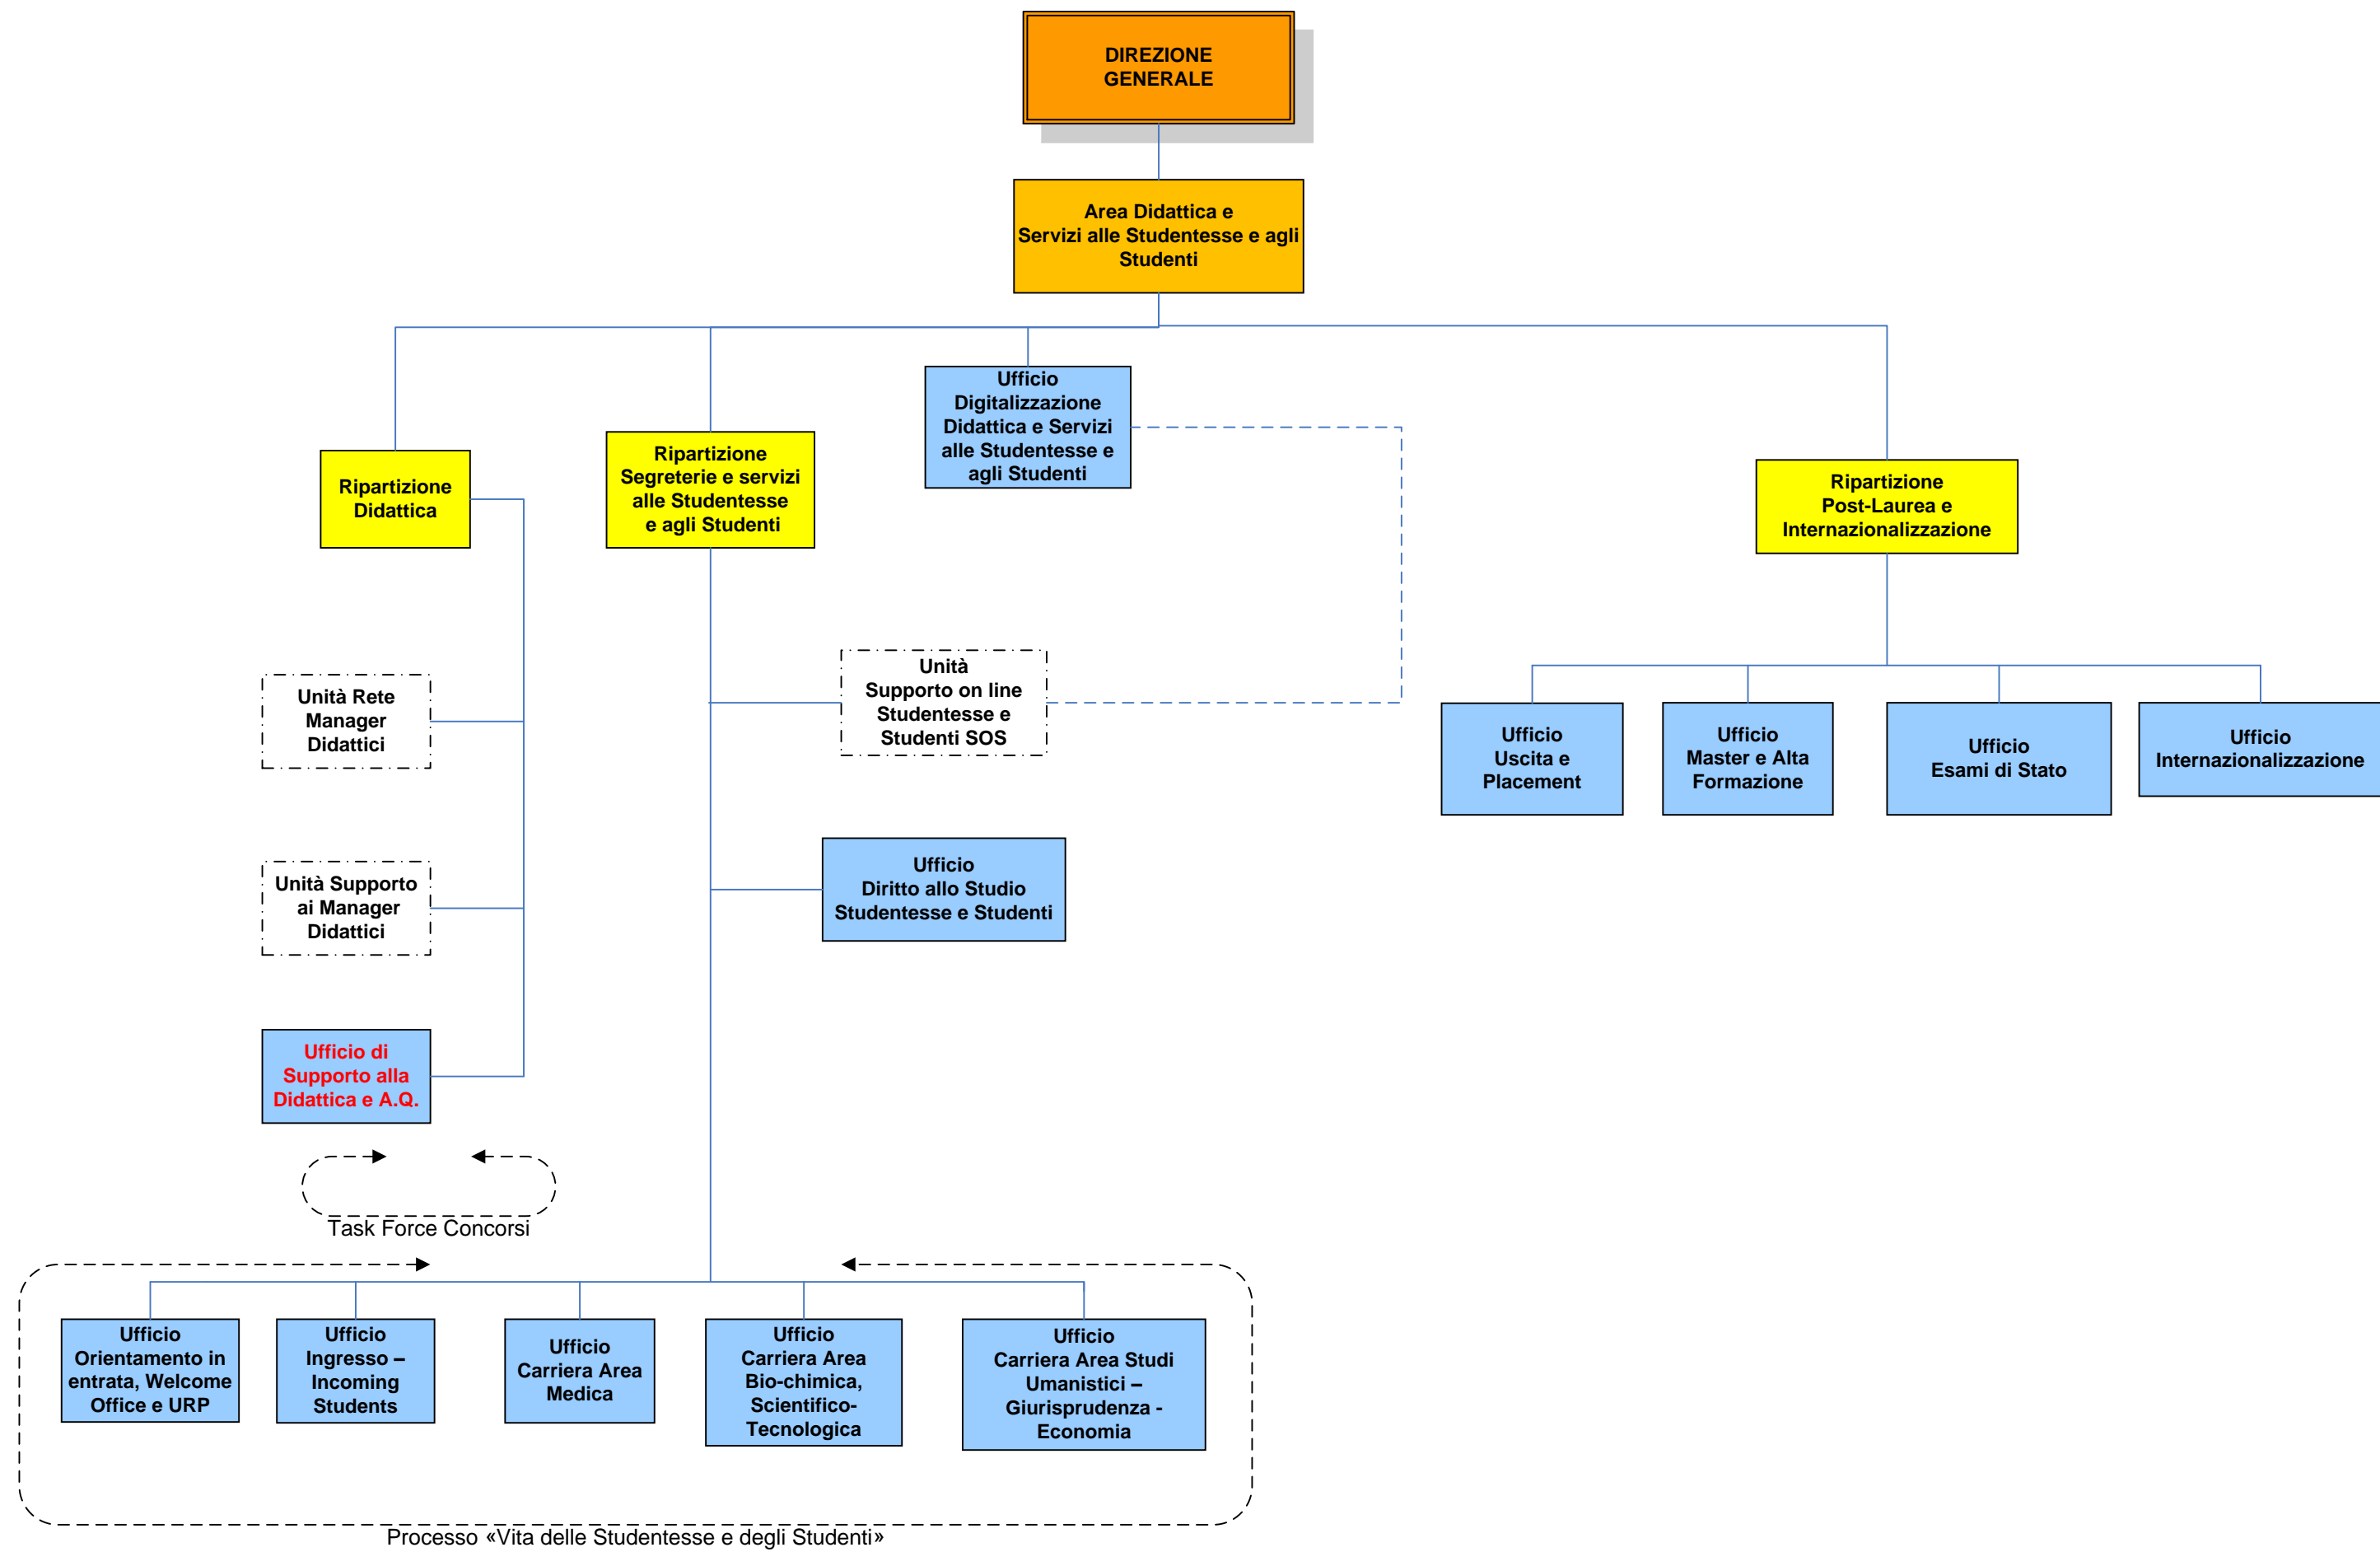 DIREZIONE
GENERALE
Area Didattica e
Servizi alle Studentesse e agli
Studenti
Ufficio
Digitalizzazione
Didattica e Servizi
alle Studentesse e
agli Studenti
Ripartizione
Didattica
Ripartizione
Segreterie e servizi
alle Studentesse
e agli Studenti
Ripartizione
Post-Laurea e
Internazionalizzazione
Unità Rete
Manager
Didattici
Unità
Supporto on line
Studentesse e
Studenti SOS
Ufficio
Uscita e
Placement
Ufficio
Master e Alta
Formazione
Ufficio
Esami di Stato
Ufficio
Internazionalizzazione
Unità Supporto
ai Manager
Didattici
Ufficio
Diritto allo Studio
Studentesse e Studenti
Ufficio di
Supporto alla
Didattica e A.Q.
Task Force Concorsi
Ufficio
Orientamento in
entrata, Welcome
Office e URP
Ufficio
Ingresso –
Incoming
Students
Ufficio
Carriera Area
Medica
Ufficio
Carriera Area
Bio-chimica,
Scientifico-
Tecnologica
Ufficio
Carriera Area Studi
Umanistici –
Giurisprudenza -
Economia
Processo «Vita delle Studentesse e degli Studenti»